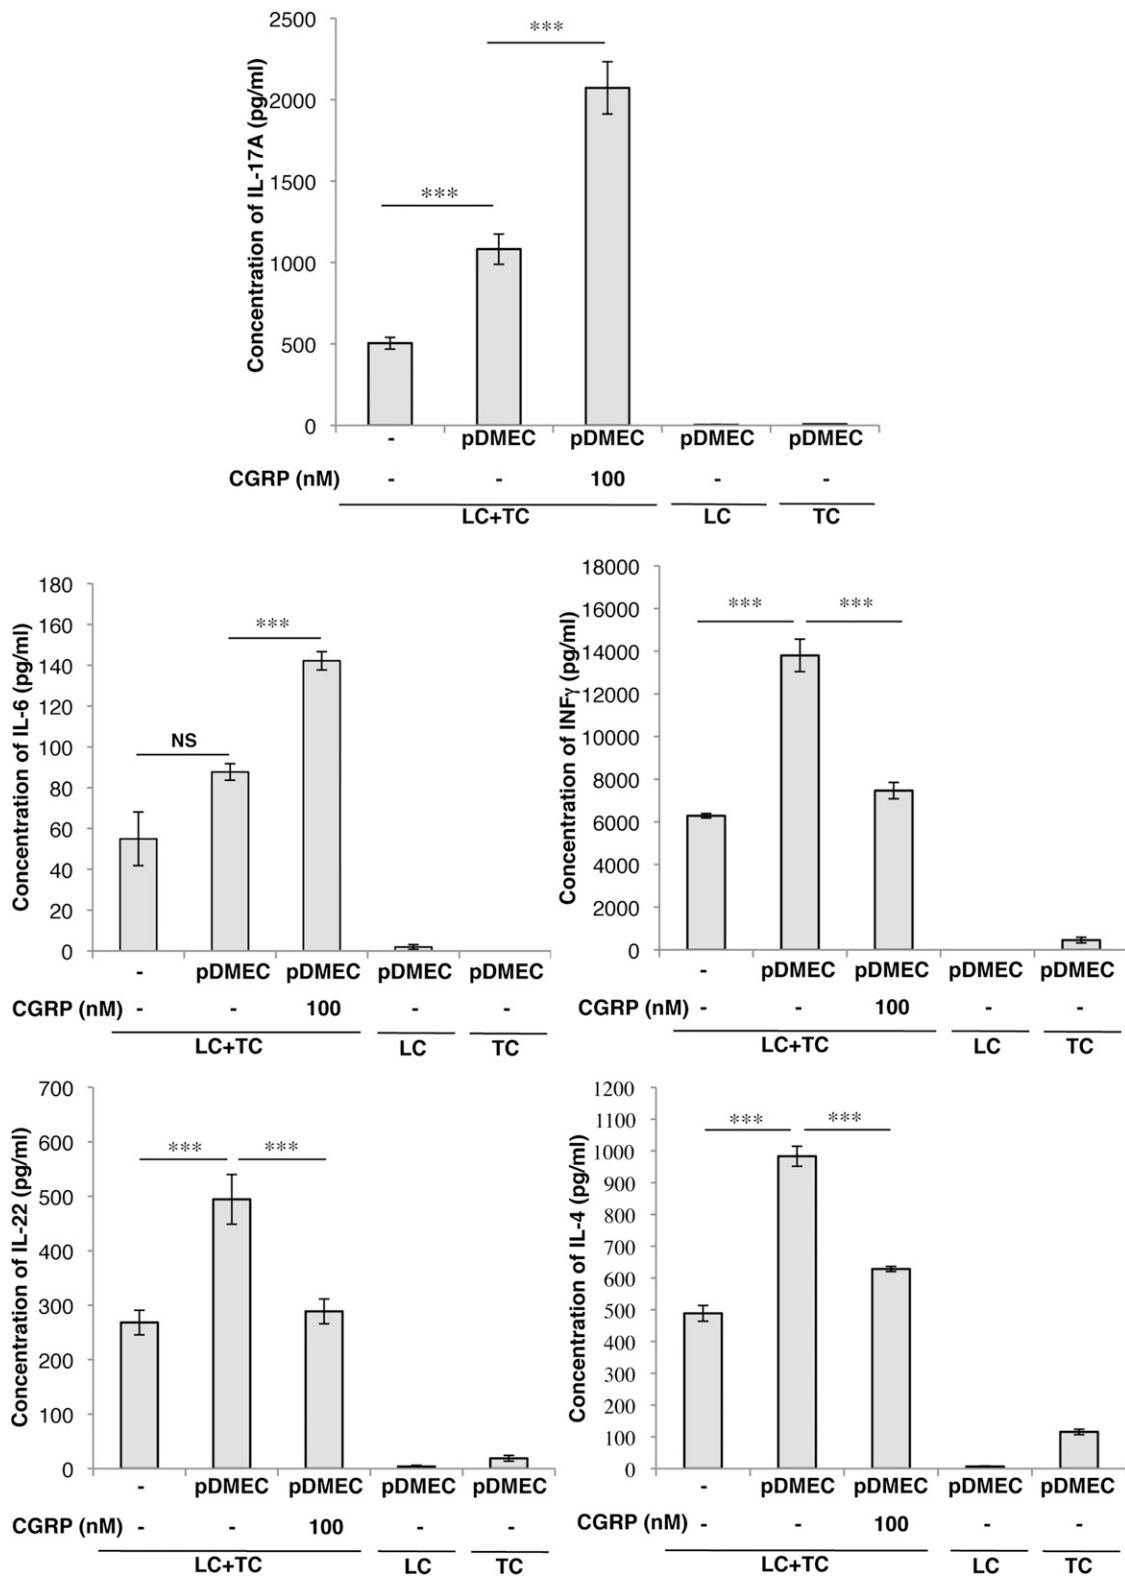 Concentration of IL-17A (pg/ml)
2500
2000
1500
1000
500
0
***
***
- pDMEC pDMEC pDMEC pDMEC
CGRP (nM) - - 100 - -
LC+TC LC TC
Concentration of IL-6 (pg/ml)
180
160
140
120
100
80
60
40
20
0
NS
***
- pDMEC pDMEC pDMEC pDMEC
CGRP (nM) - - 100 - -
LC+TC LC TC
Concentration of INFγ (pg/ml)
18000
16000
14000
12000
10000
8000
6000
4000
2000
0
*** ***
- pDMEC pDMEC pDMEC pDMEC
CGRP (nM) - - 100 - -
LC+TC LC TC
Concentration of IL-22 (pg/ml)
700
600
500
400
300
200
100
0
*** ***
- pDMEC pDMEC pDMEC pDMEC
CGRP (nM) - - 100 - -
LC+TC LC TC
Concentration of IL-4 (pg/ml)
1200
1100
1000
900
800
700
600
500
400
300
200
100
0
*** ***
- pDMEC pDMEC pDMEC pDMEC
CGRP (nM) - - 100 - -
LC+TC LC TC